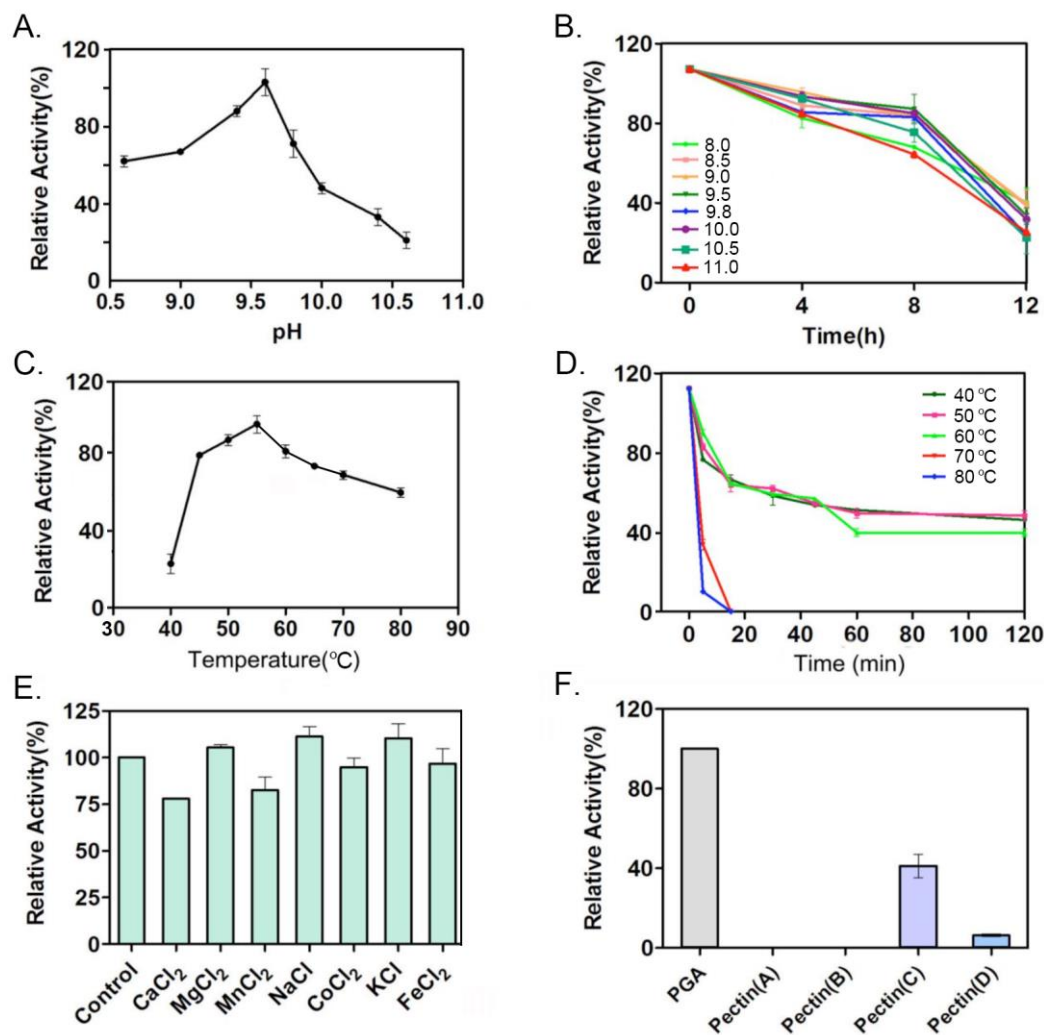 A.
Relative Activity(%)
120
80
40
0
0.5 9.0 9.5 10.0 10.5 11.0
pH
B.
Relative Activity(%)
120
80
40
0
8.0
8.5
9.0
9.5
9.8
10.0
10.5
11.0
0 4 8 12
Time(h)
C.
Relative Activity(%)
120
80
40
0
30 40 50 60 70 80 90
Temperature(°C)
D.
Relative Activity(%)
120
80
40
0
40 °C
50 °C
60 °C
70 °C
80 °C
0 20 40 60 80 100 120
Time (min)
E.
Relative Activity(%)
125
100
75
50
25
0
Control CaCl₂ MgCl₂ MnCl₂ NaCl CoCl₂ KCl FeCl₂
F.
Relative Activity(%)
120
80
40
0
PGA Pectin(A) Pectin(B) Pectin(C) Pectin(D)